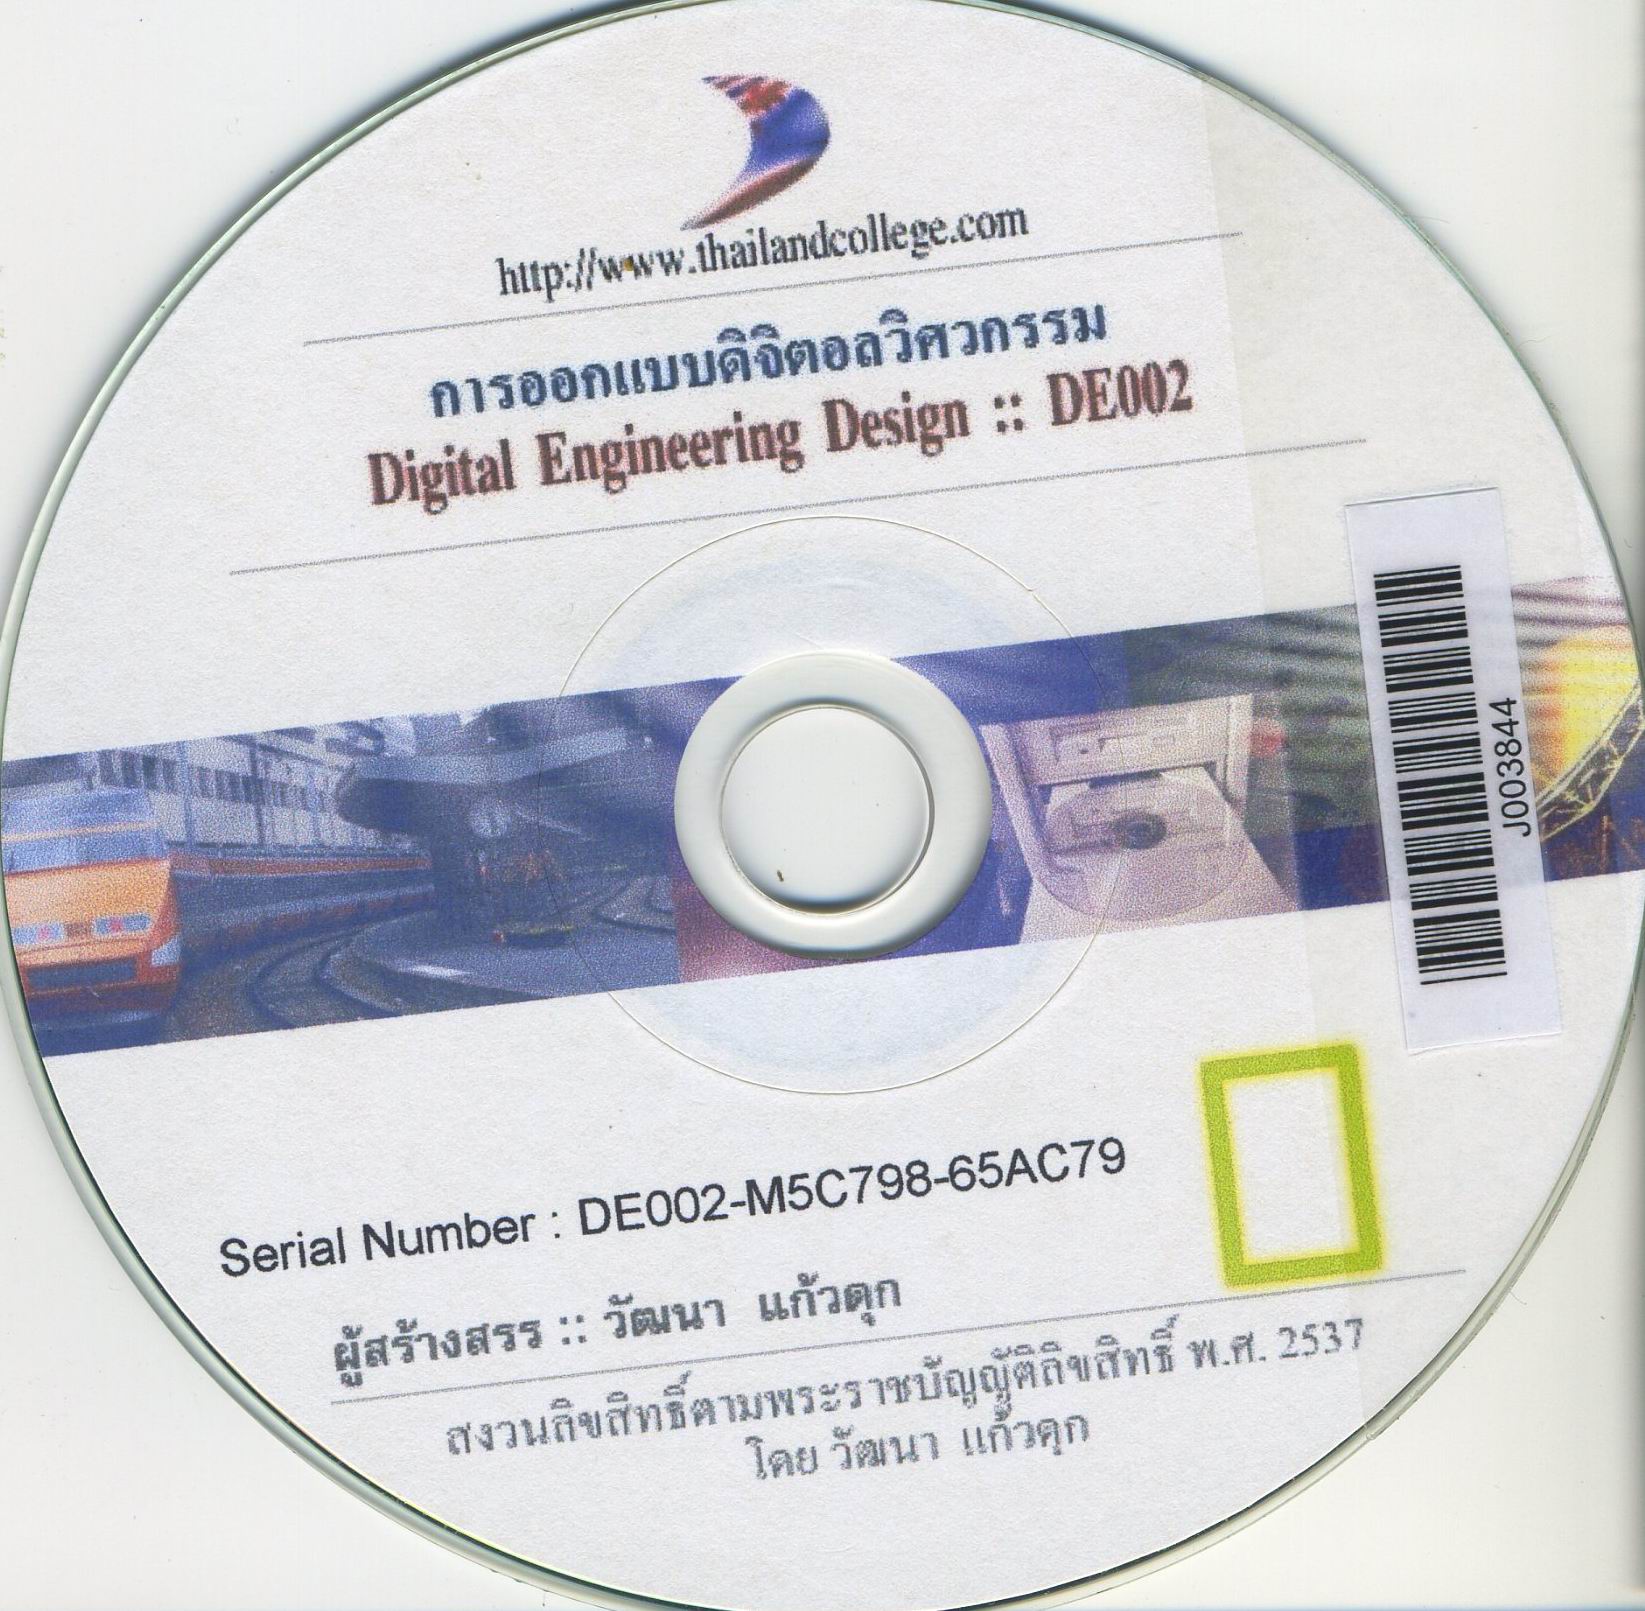 http://www.thailandcollege.com
การออกแบบดิจิตอลวิศวกรรม
Digital Engineering Design :: DE002
J003844
Serial Number : DE002-M5C798-65AC79
ผู้สร้างสรร :: วัฒนา แก้วดุก
สงวนลิขสิทธิ์ตามพระราชบัญญัติลิขสิทธิ์ พ.ศ. 2537
โดย วัฒนา แก้วดุก